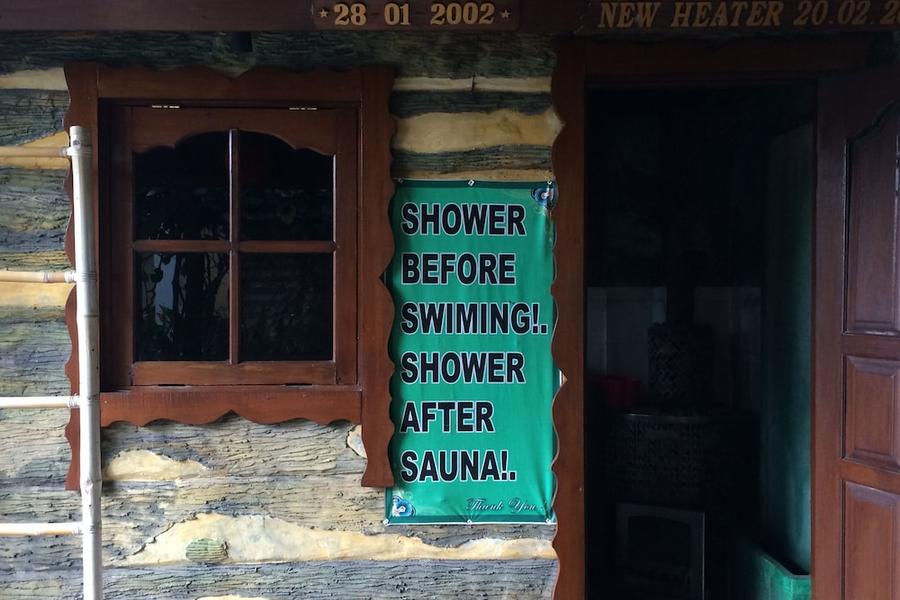 28 01 2002
NEW HEATER 20.02.2
SHOWER
BEFORE
SWIMING!.
SHOWER
AFTER
SAUNA!.
Thank You